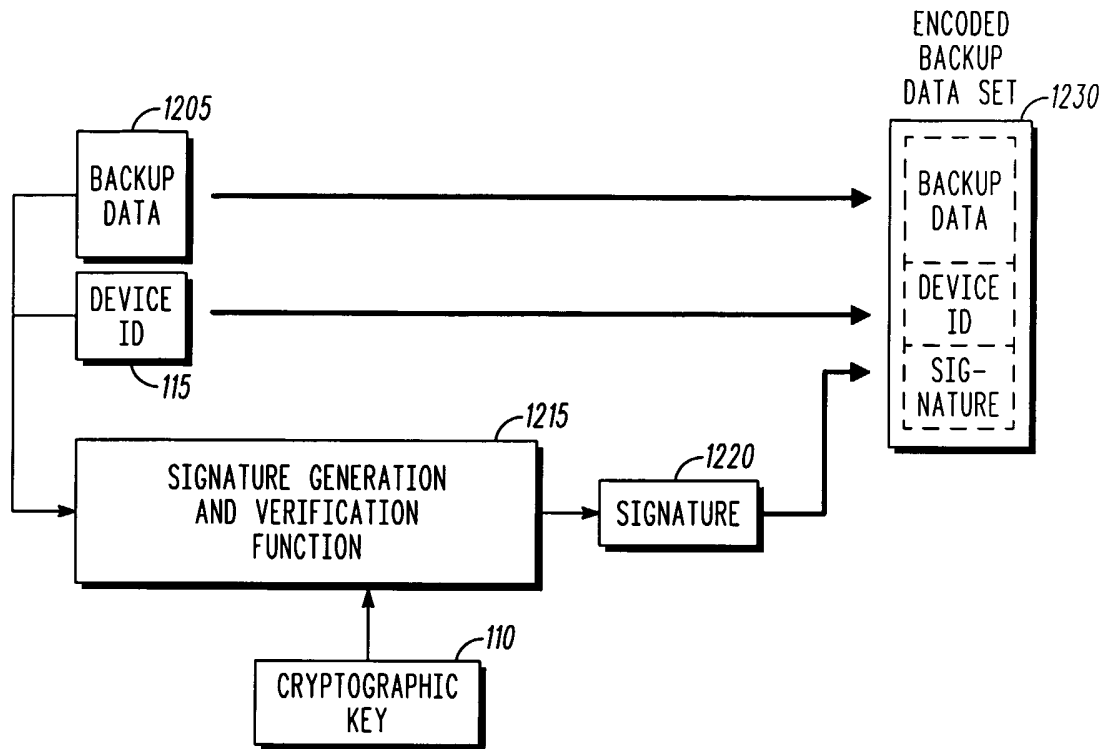 ENCODED
BACKUP
DATA SET
1230
1205
BACKUP
DATA
BACKUP
DATA
DEVICE
ID
115
DEVICE
ID
SIG-
NATURE
1215
SIGNATURE GENERATION
AND VERIFICATION
FUNCTION
1220
SIGNATURE
110
CRYPTOGRAPHIC
KEY